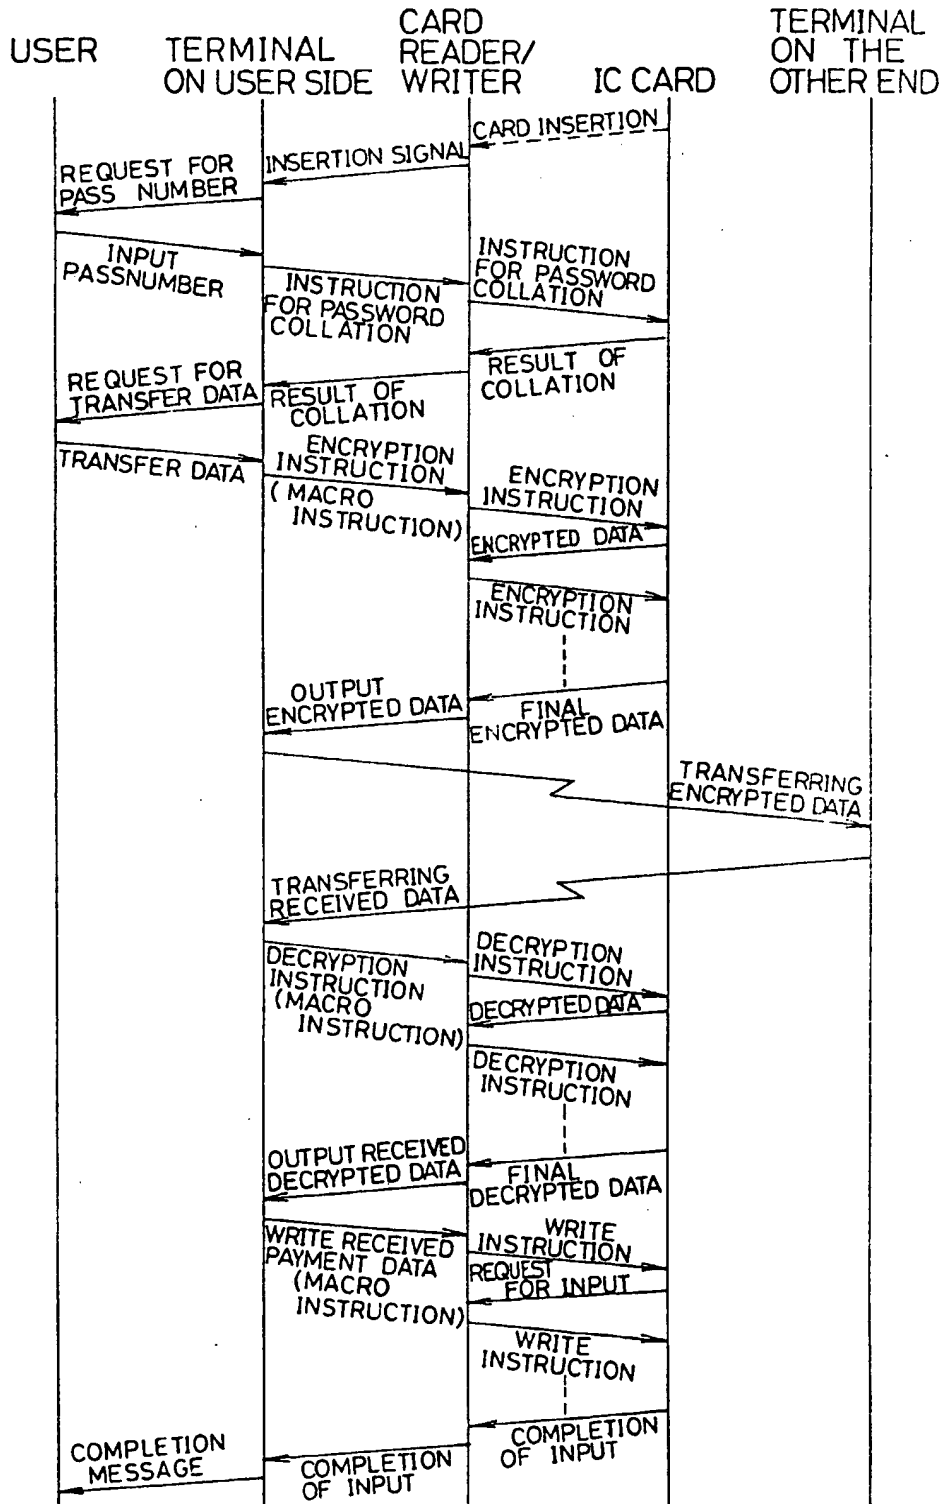 USER
TERMINAL
ON USER SIDE
CARD
READER/
WRITER
IC CARD
TERMINAL
ON THE
OTHER END
CARD INSERTION
INSERTION SIGNAL
REQUEST FOR
PASS NUMBER
INPUT
PASSNUMBER
INSTRUCTION
FOR PASSWORD
COLLATION
INSTRUCTION
FOR PASSWORD
COLLATION
RESULT OF
COLLATION
RESULT OF
COLLATION
REQUEST FOR
TRANSFER DATA
TRANSFER DATA
ENCRYPTION
INSTRUCTION
(MACRO
INSTRUCTION)
ENCRYPTION
INSTRUCTION
ENCRYPTED DATA
ENCRYPTION
INSTRUCTION
FINAL
ENCRYPTED DATA
OUTPUT
ENCRYPTED DATA
TRANSFERRING
ENCRYPTED DATA
TRANSFERRING
RECEIVED DATA
DECRYPTION
INSTRUCTION
(MACRO
INSTRUCTION)
DECRYPTION
INSTRUCTION
DECRYPTED DATA
DECRYPTION
INSTRUCTION
FINAL
DECRYPTED DATA
OUTPUT RECEIVED
DECRYPTED DATA
WRITE RECEIVED
PAYMENT DATA
(MACRO
INSTRUCTION)
WRITE
INSTRUCTION
REQUEST
FOR INPUT
WRITE
INSTRUCTION
COMPLETION
OF INPUT
COMPLETION
OF INPUT
COMPLETION
MESSAGE